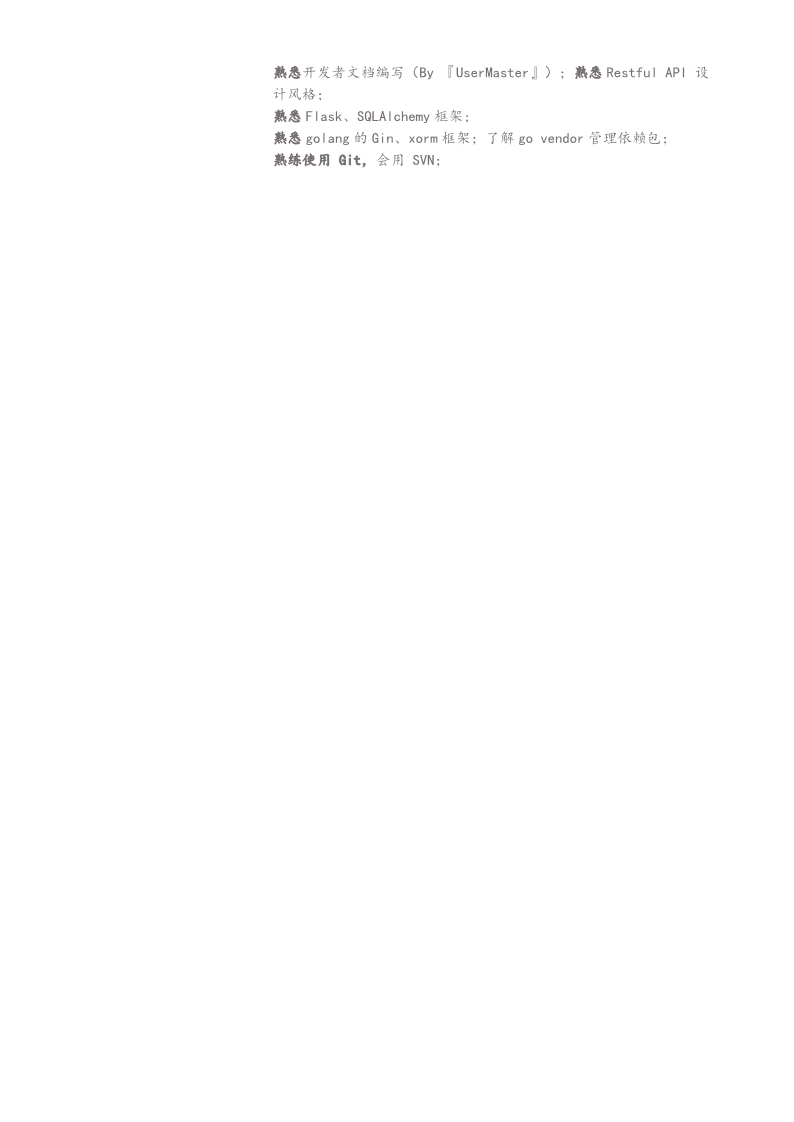 熟悉开发者文档编写（By 『UserMaster』）；熟悉 Restful API 设
计风格；
熟悉 Flask、SQLAlchemy 框架；
熟悉 golang 的 Gin、xorm 框架；了解 go vendor 管理依赖包；
熟练使用 Git，会用 SVN；